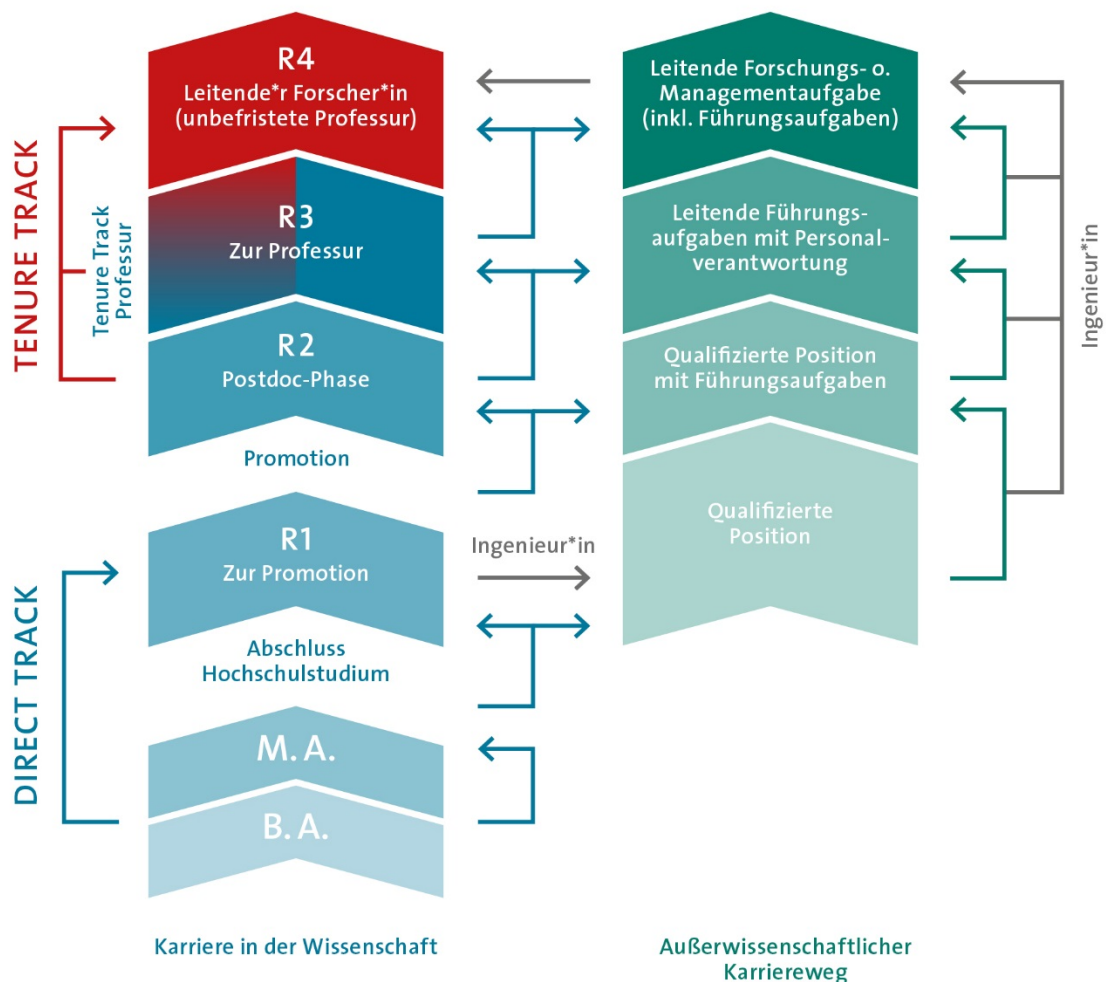 R4
Leitende*r Forscher*in
(unbefristete Professur)
R3
Zur Professur
R2
Postdoc-Phase
Promotion
R1
Zur Promotion
Abschluss
Hochschulstudium
M. A.
B. A.
TENURE TRACK
Tenure Track
Professur
DIRECT TRACK
Ingenieur*in
Leitende Forschungs- o.
Managementaufgabe
(inkl. Führungsaufgaben)
Leitende Führungs-
aufgaben mit Personal-
verantwortung
Qualifizierte Position
mit Führungsaufgaben
Qualifizierte
Position
Ingenieur*in
Karriere in der Wissenschaft
Außerwissenschaftlicher
Karriereweg